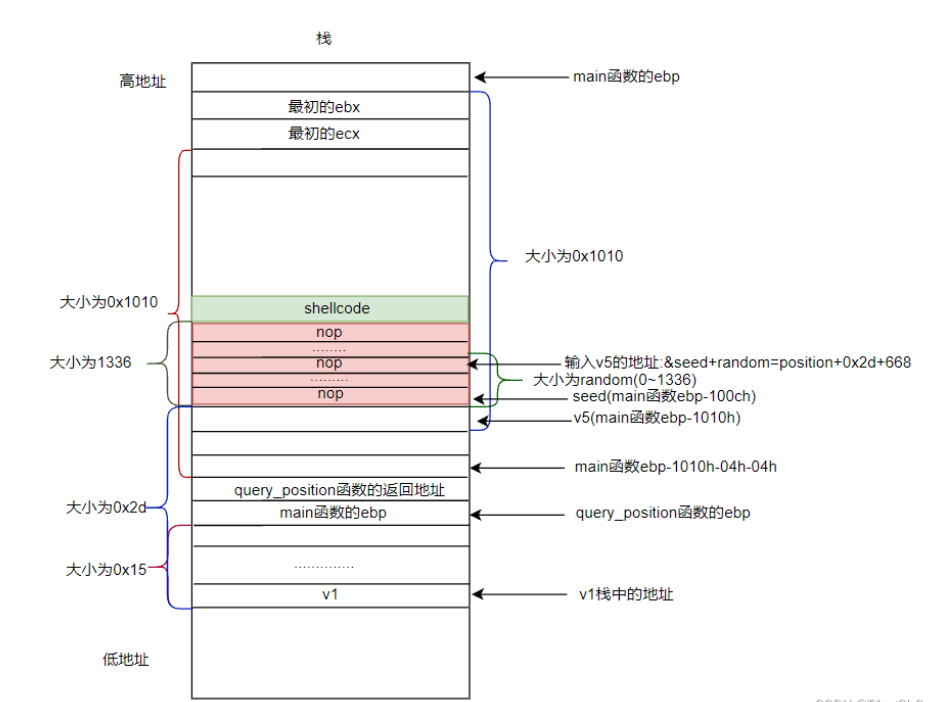 栈
高地址
main函数的ebp
最初的ebx
最初的ecx
大小为0x1010
大小为0x1010
shellcode
nop
........
大小为1336
nop
输入v5的地址:&seed+random=position+0x2d+668
大小为random(0~1336)
.........
nop
seed(main函数ebp-100ch)
v5(main函数ebp-1010h)
main函数ebp-1010h-04h-04h
query_position函数的返回地址
大小为0x2d
main函数的ebp
query_position函数的ebp
大小为0x15
..............
v1
v1栈中的地址
低地址